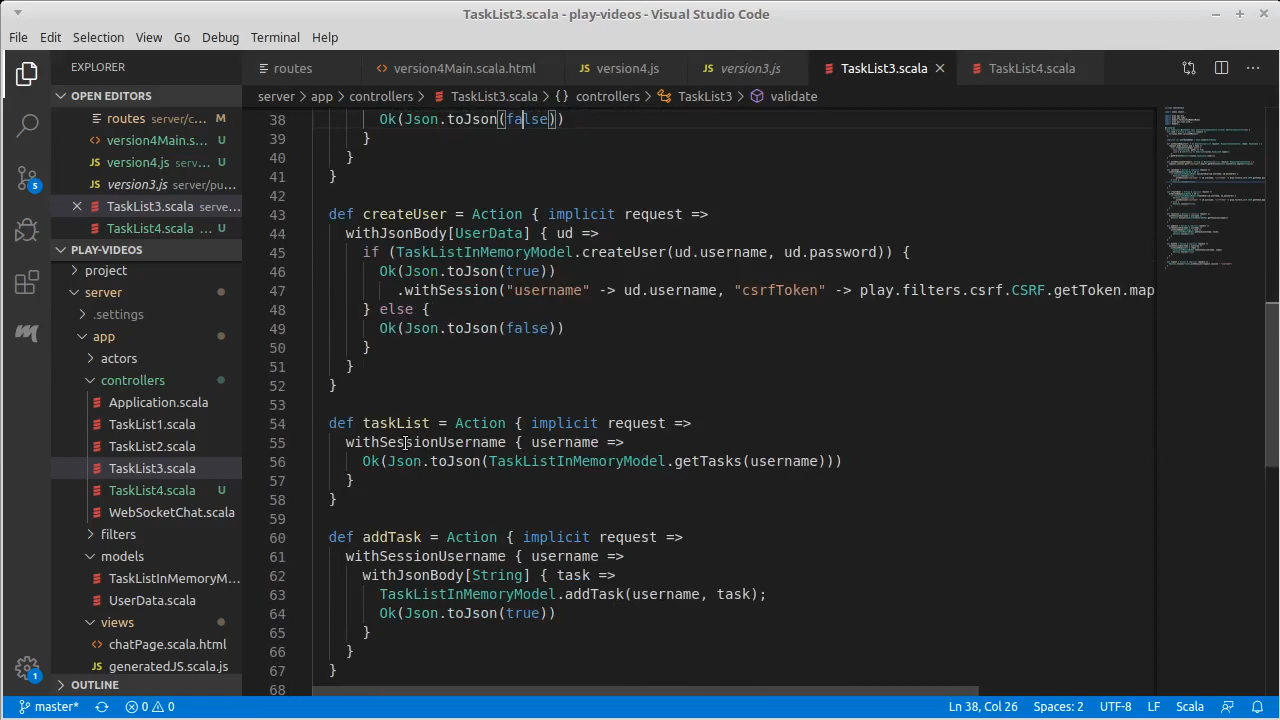 TaskList3.scala - play-videos - Visual Studio Code
File Edit Selection View Go Debug Terminal Help
EXPLORER
routes
version4Main.scala.html
version4.js
version3.js
TaskList3.scala
TaskList4.scala
OPEN EDITORS
routes server/c... M
version4Main.s...
version4.js serv...
version3.js server/pu...
TaskList3.scala serve...
TaskList4.scala ... U
PLAY-VIDEOS
project
server
.settings
app
actors
controllers
Application.scala
TaskList1.scala
TaskList2.scala
TaskList3.scala
TaskList4.scala U
WebSocketChat.scala
filters
models
TaskListInMemoryM...
UserData.scala
views
chatPage.scala.html
generatedJS.scala.js
OUTLINE
5
1
server app controllers TaskList3.scala {} controllers TaskList3 validate
38 Ok(Json.toJson(false))
39 }
40 }
41 }
42
43 def createUser = Action { implicit request =>
44 withJsonBody[UserData] { ud =>
45 if (TaskListInMemoryModel.createUser(ud.username, ud.password)) {
46 Ok(Json.toJson(true))
47 .withSession("username" -> ud.username, "csrfToken" -> play.filters.csrf.CSRF.getToken.map
48 } else {
49 Ok(Json.toJson(false))
50 }
51 }
52 }
53
54 def taskList = Action { implicit request =>
55 withSessionUsername { username =>
56 Ok(Json.toJson(TaskListInMemoryModel.getTasks(username)))
57 }
58 }
59
60 def addTask = Action { implicit request =>
61 withSessionUsername { username =>
62 withJsonBody[String] { task =>
63 TaskListInMemoryModel.addTask(username, task);
64 Ok(Json.toJson(true))
65 }
66 }
67 }
68
master* 0 0 Ln 38, Col 26 Spaces: 2 UTF-8 LF Scala